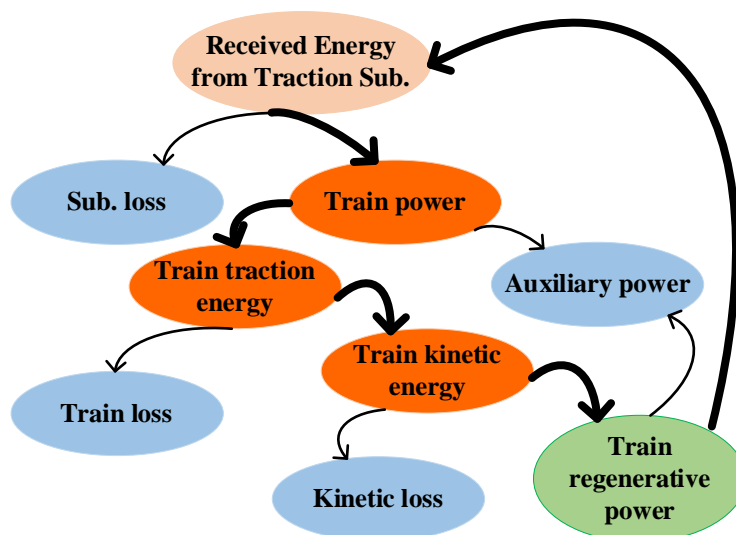 Received Energy
from Traction Sub.
Sub. loss
Train power
Train traction
energy
Auxiliary power
Train kinetic
energy
Train loss
Train
regenerative
power
Kinetic loss